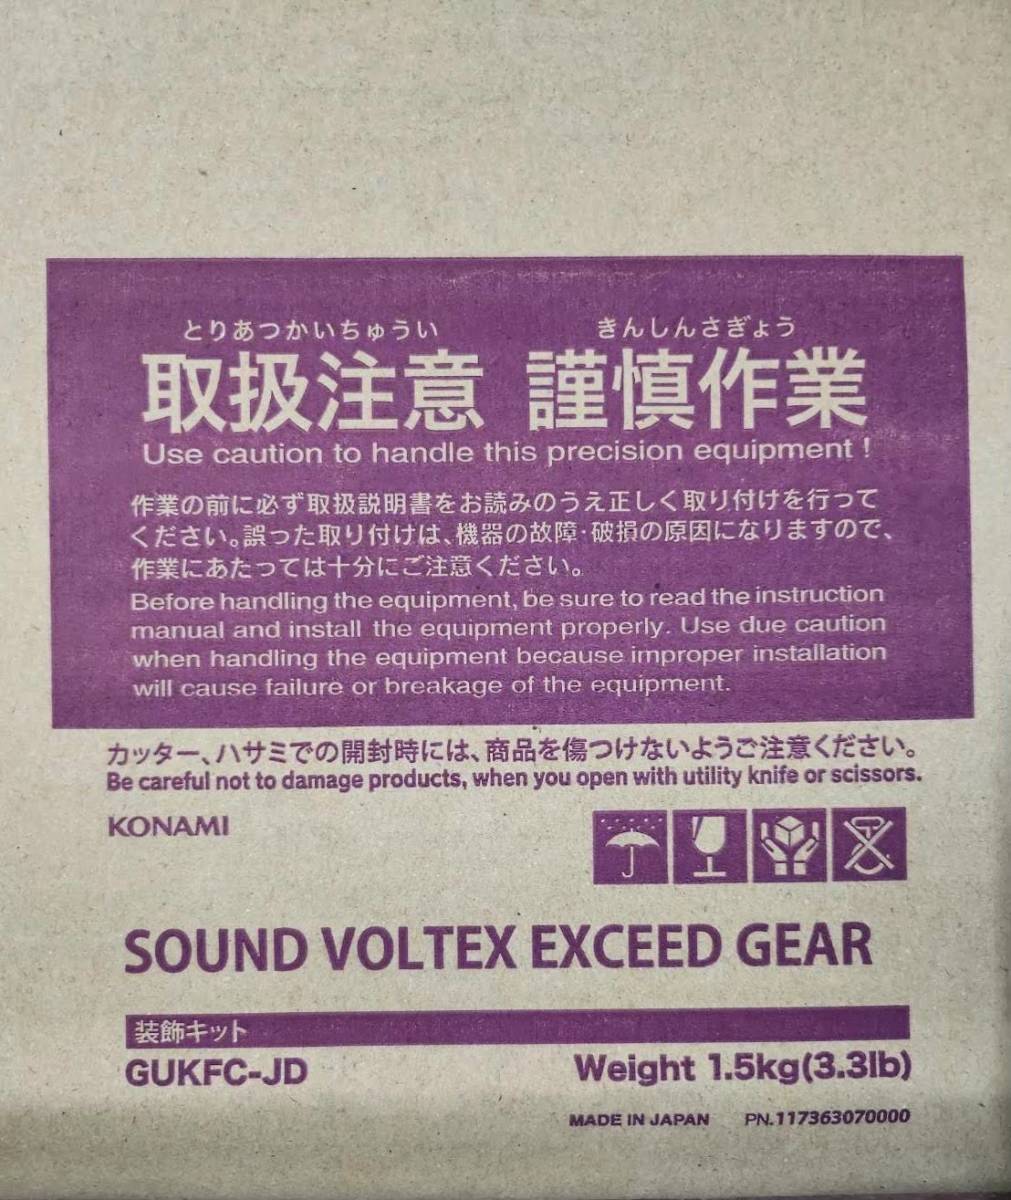 とりあつかいちゅうい きんしんさぎょう
取扱注意 謹慎作業
Use caution to handle this precision equipment !
作業の前に必ず取扱説明書をお読みのうえ正しく取り付けを行って
ください。誤った取り付けは、機器の故障・破損の原因になりますので、
作業にあたっては十分にご注意ください。
Before handling the equipment, be sure to read the instruction
manual and install the equipment properly. Use due caution
when handling the equipment because improper installation
will cause failure or breakage of the equipment.
カッター、ハサミでの開封時には、商品を傷つけないようご注意ください。
Be careful not to damage products, when you open with utility knife or scissors.
KONAMI
SOUND VOLTEX EXCEED GEAR
装飾キット
GUKFC-JD Weight 1.5kg(3.3lb)
MADE IN JAPAN PN.117363070000